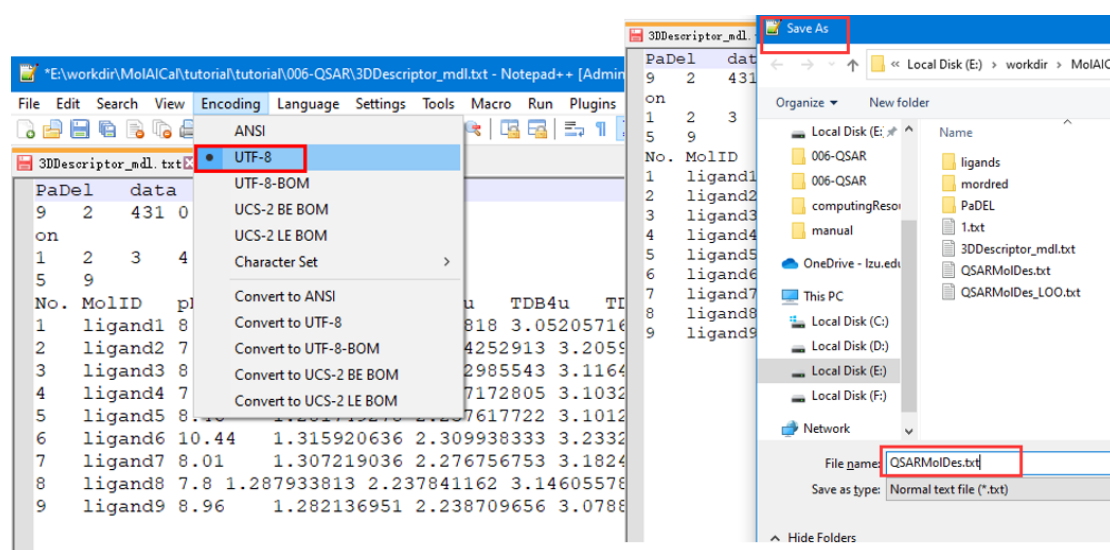 *E:\workdir\MolAICal\tutorial\tutorial\006-QSAR\3DDescriptor_mdl.txt - Notepad++ [Admin
File Edit Search View Encoding Language Settings Tools Macro Run Plugins
ANSI
UTF-8
UTF-8-BOM
UCS-2 BE BOM
UCS-2 LE BOM
Character Set >
Convert to ANSI
Convert to UTF-8
Convert to UTF-8-BOM
Convert to UCS-2 BE BOM
Convert to UCS-2 LE BOM
3DDescriptor_mdl.txt
PaDel data
9 2 431 0
on
1 2 3 4
5 9
No. MolID TDB4u
1 ligand1 8 818 3.05205716
2 ligand2 7 4252913 3.2059
3 ligand3 8 2985543 3.1164
4 ligand4 7 7172805 3.1032
5 ligand5 8. 7617722 3.1012
6 ligand6 10.44 1.315920636 2.309938333 3.2332
7 ligand7 8.01 1.307219036 2.276756753 3.1824
8 ligand8 7.8 1.287933813 2.237841162 3.14605578
9 ligand9 8.96 1.282136951 2.238709656 3.0788
3DDescriptor_mdl.
PaDel dat
9 2 431
on
1 2 3
5 9
No. MolID
1 ligand1
2 ligand2
3 ligand3
4 ligand4
5 ligand5
6 ligand6
7 ligand7
8 ligand8
9 ligand9
Save As
« Local Disk (E:) > workdir > MolAIC
Organize New folder
Local Disk (E:)
006-QSAR
006-QSAR
computingResou
manual
OneDrive - lzu.edu
This PC
Local Disk (C:)
Local Disk (D:)
Local Disk (E:)
Local Disk (F:)
Network
Name
ligands
mordred
PaDEL
1.txt
3DDescriptor_mdl.txt
QSARMolDes.txt
QSARMolDes_LOO.txt
File name: QSARMolDes.txt
Save as type: Normal text file (*.txt)
Hide Folders